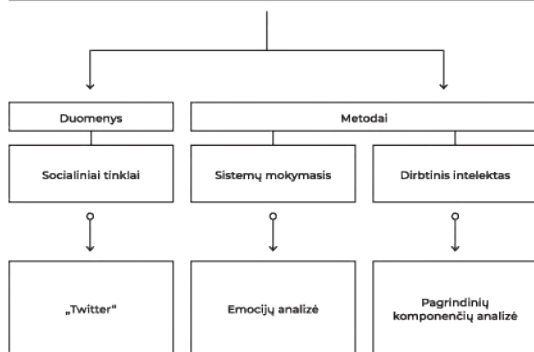 Duomenys
Metodai
Socialiniai tinklai
Sistemų mokymasis
Dirbtinis intelektas
„Twitter“
Emocijų analizė
Pagrindinių
komponenčių analizė